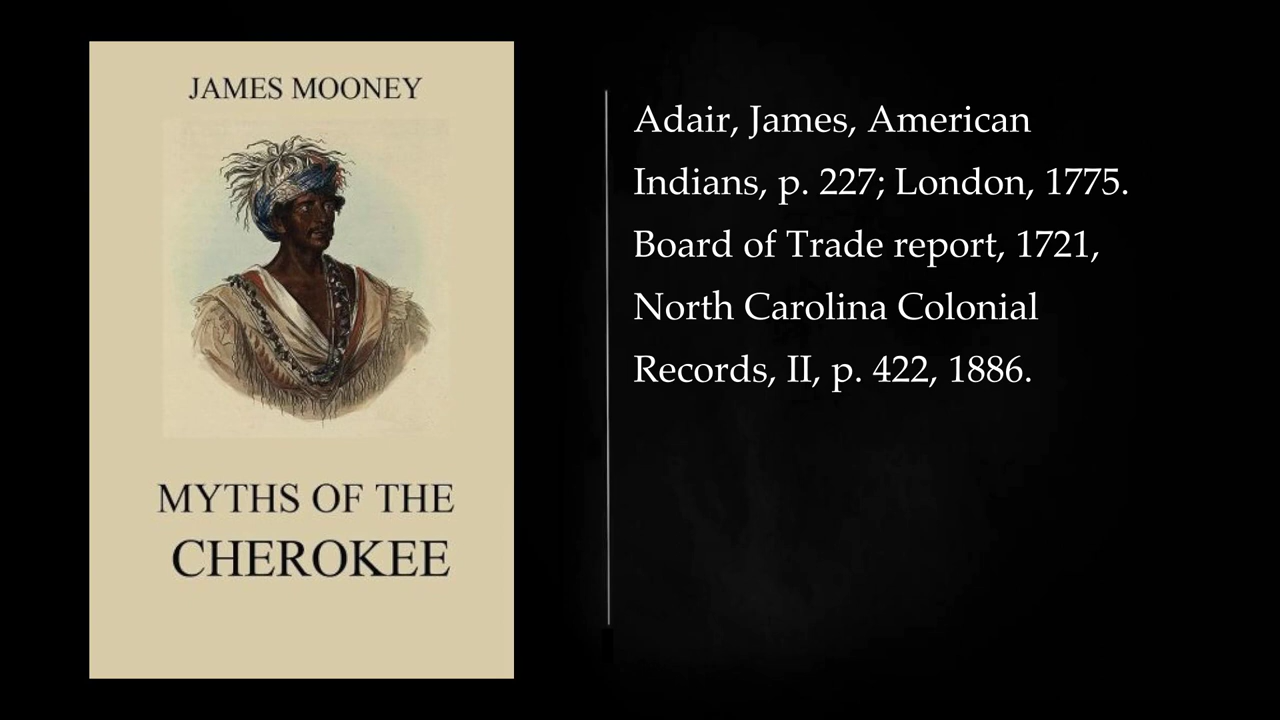 JAMES MOONEY
MYTHS OF THE
CHEROKEE
Adair, James, American
Indians, p. 227; London, 1775.
Board of Trade report, 1721,
North Carolina Colonial
Records, II, p. 422, 1886.